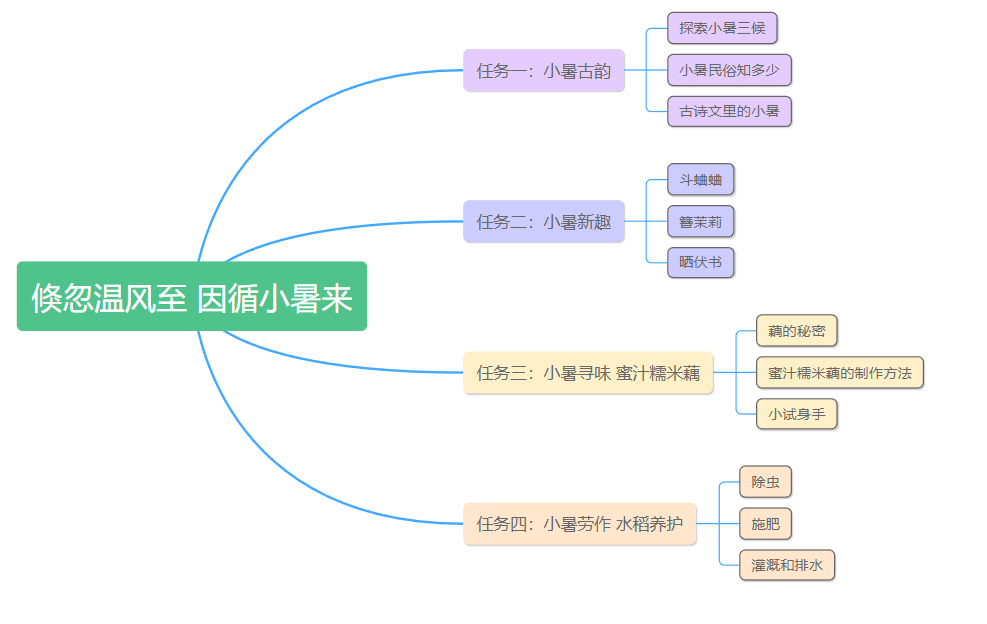 倏忽温风至 因循小暑来
任务一：小暑古韵
探索小暑三候
小暑民俗知多少
古诗文里的小暑
任务二：小暑新趣
斗蛐蛐
簪茉莉
晒伏书
任务三：小暑寻味 蜜汁糯米藕
藕的秘密
蜜汁糯米藕的制作方法
小试身手
任务四：小暑劳作 水稻养护
除虫
施肥
灌溉和排水